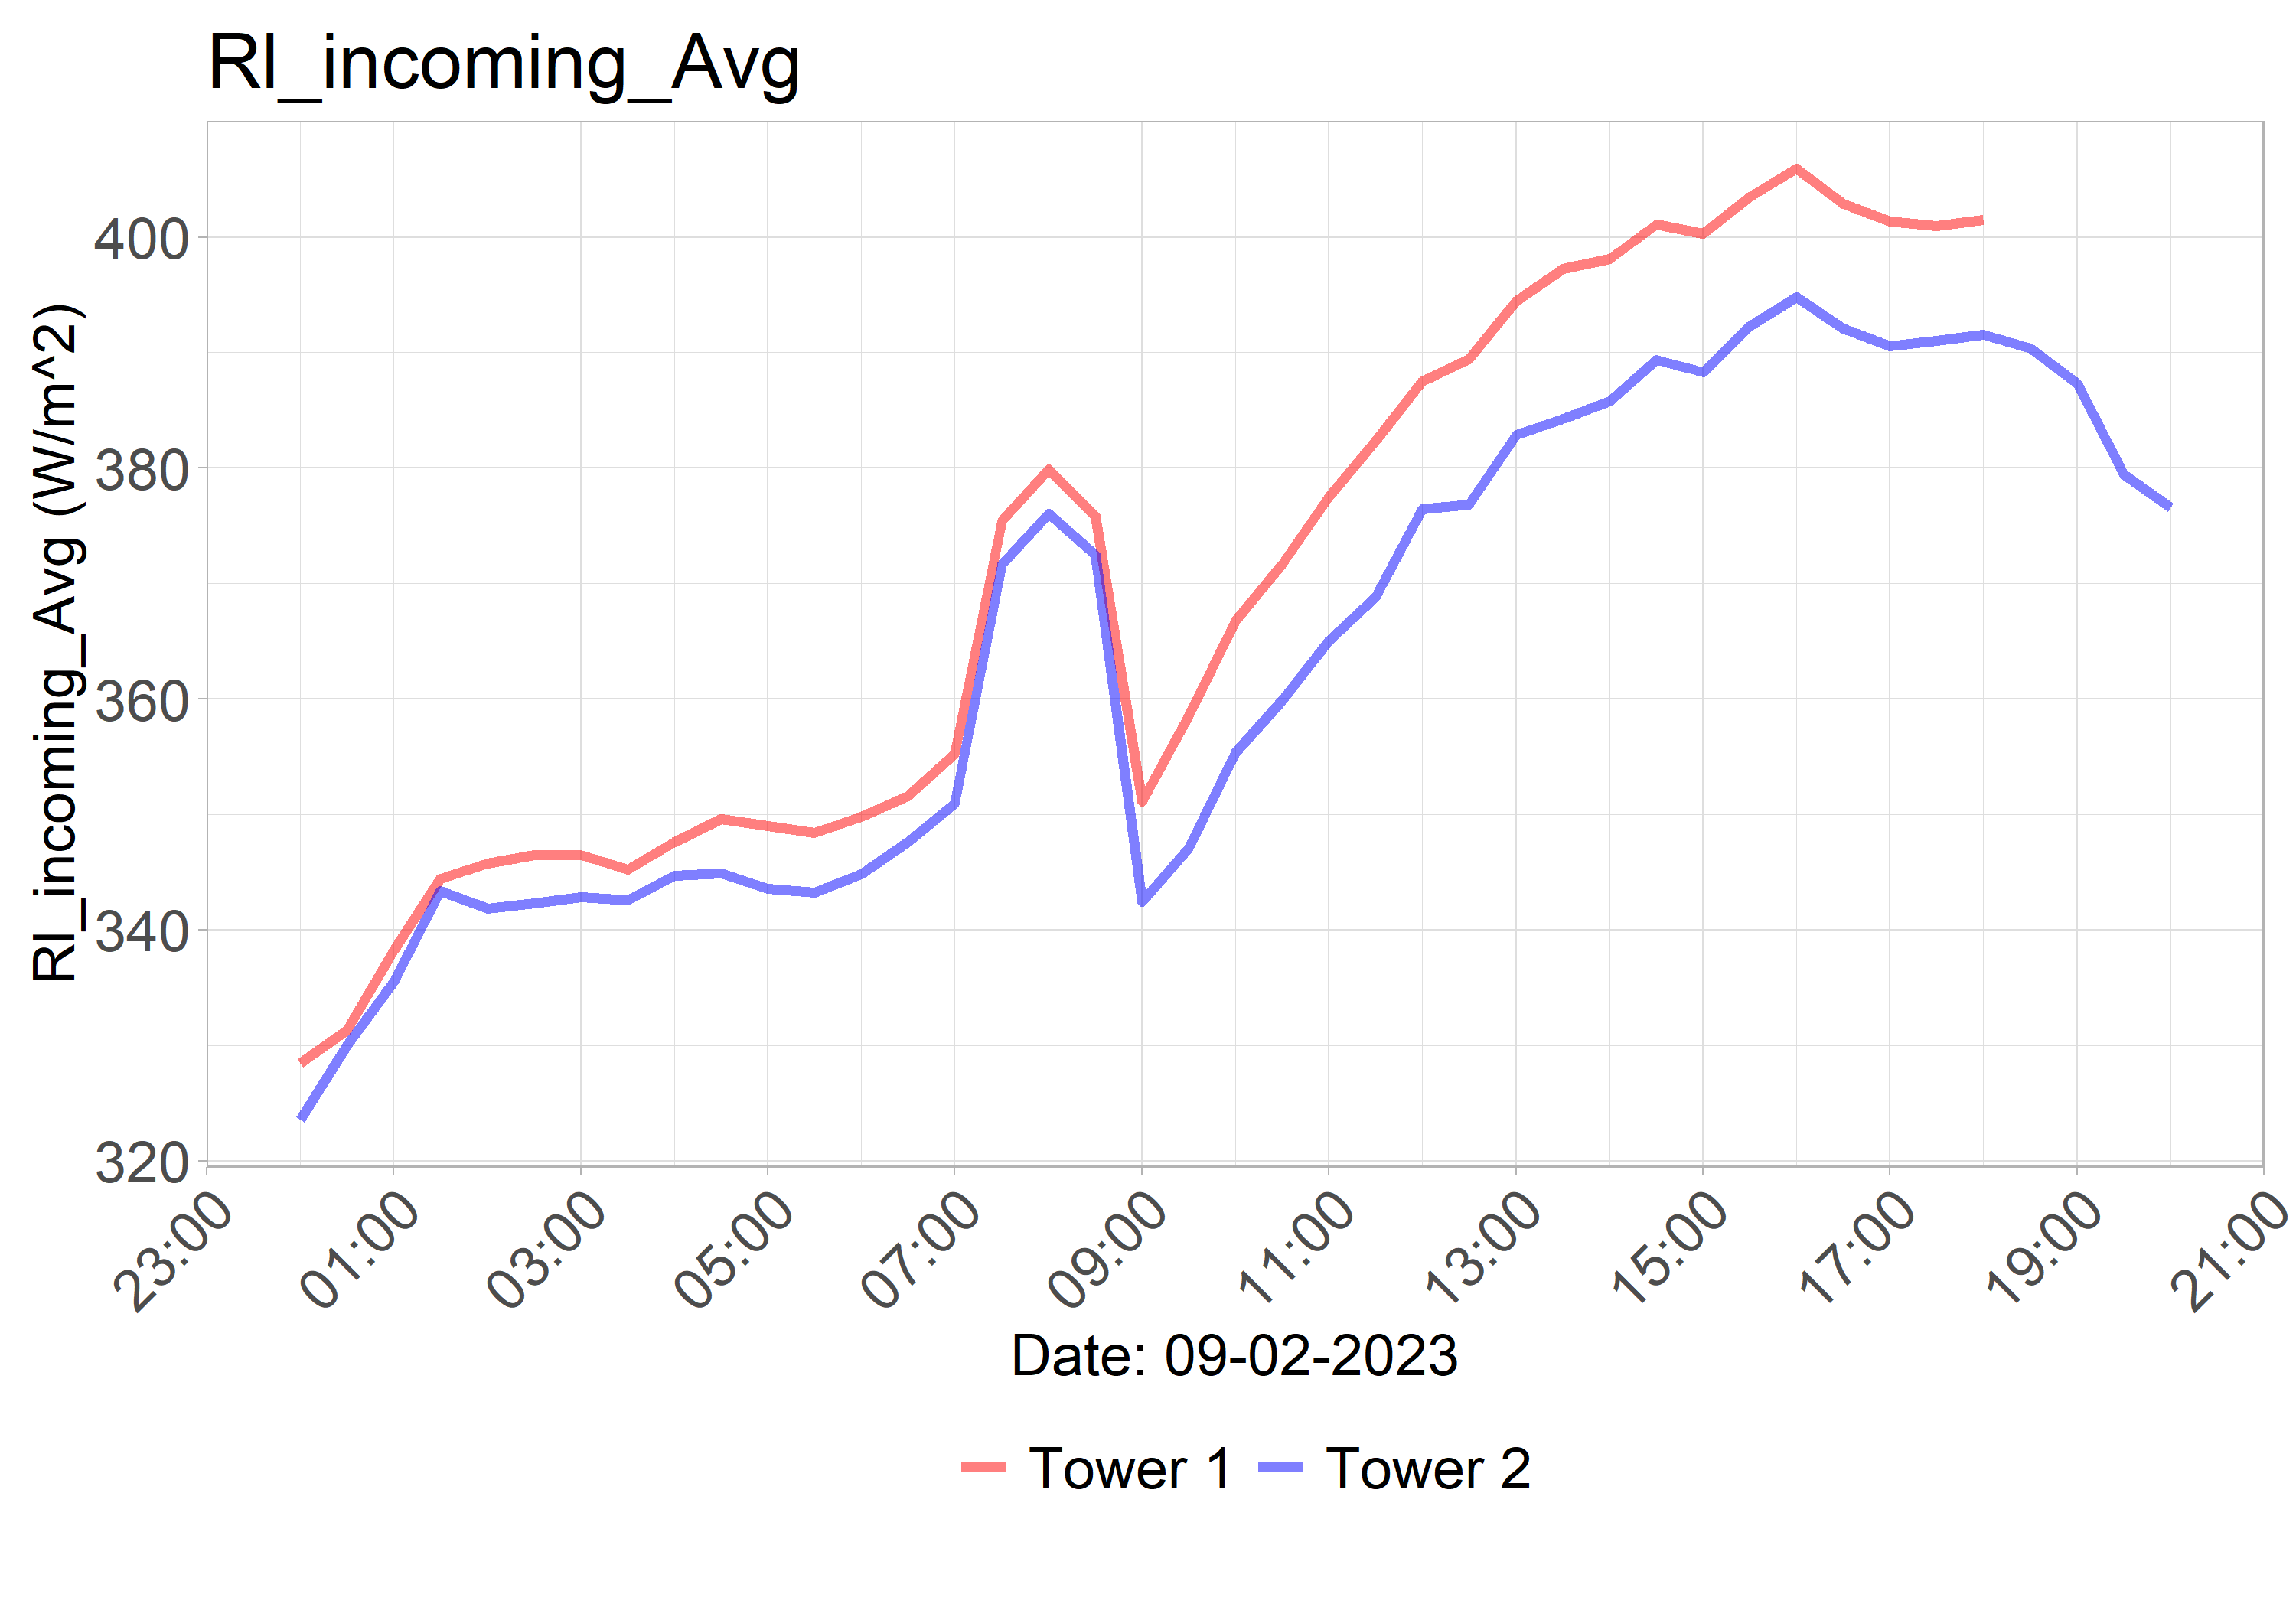 Rl_incoming_Avg
Rl_incoming_Avg (W/m^2)
400
380
360
340
320
23:00 01:00 03:00 05:00 07:00 09:00 11:00 13:00 15:00 17:00 19:00 21:00
Date: 09-02-2023
Tower 1 Tower 2